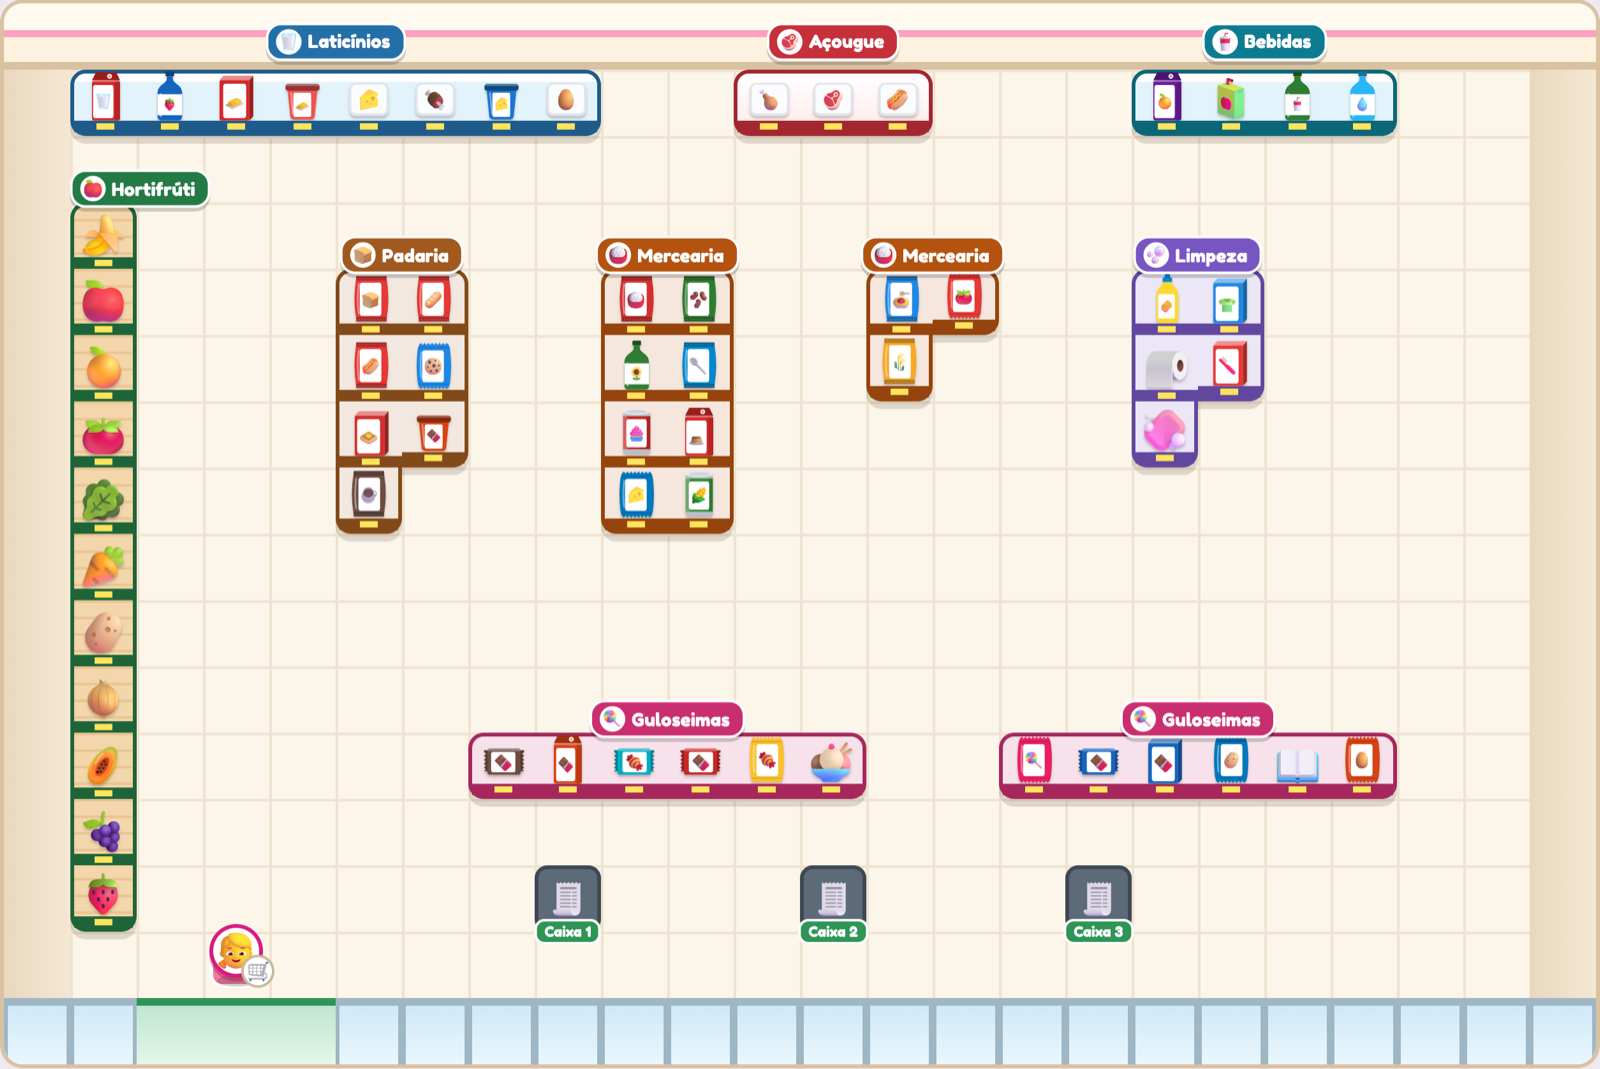 Laticínios
Açougue
Bebidas
Hortifrúti
Padaria
Mercearia
Mercearia
Limpeza
Guloseimas
Guloseimas
Caixa 1
Caixa 2
Caixa 3